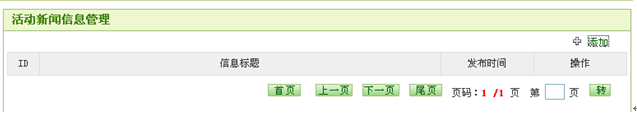 活动新闻信息管理
添加
ID 信息标题 发布时间 操作
首页 上一页 下一页 尾页 页码：1 /1 页 第 页 转